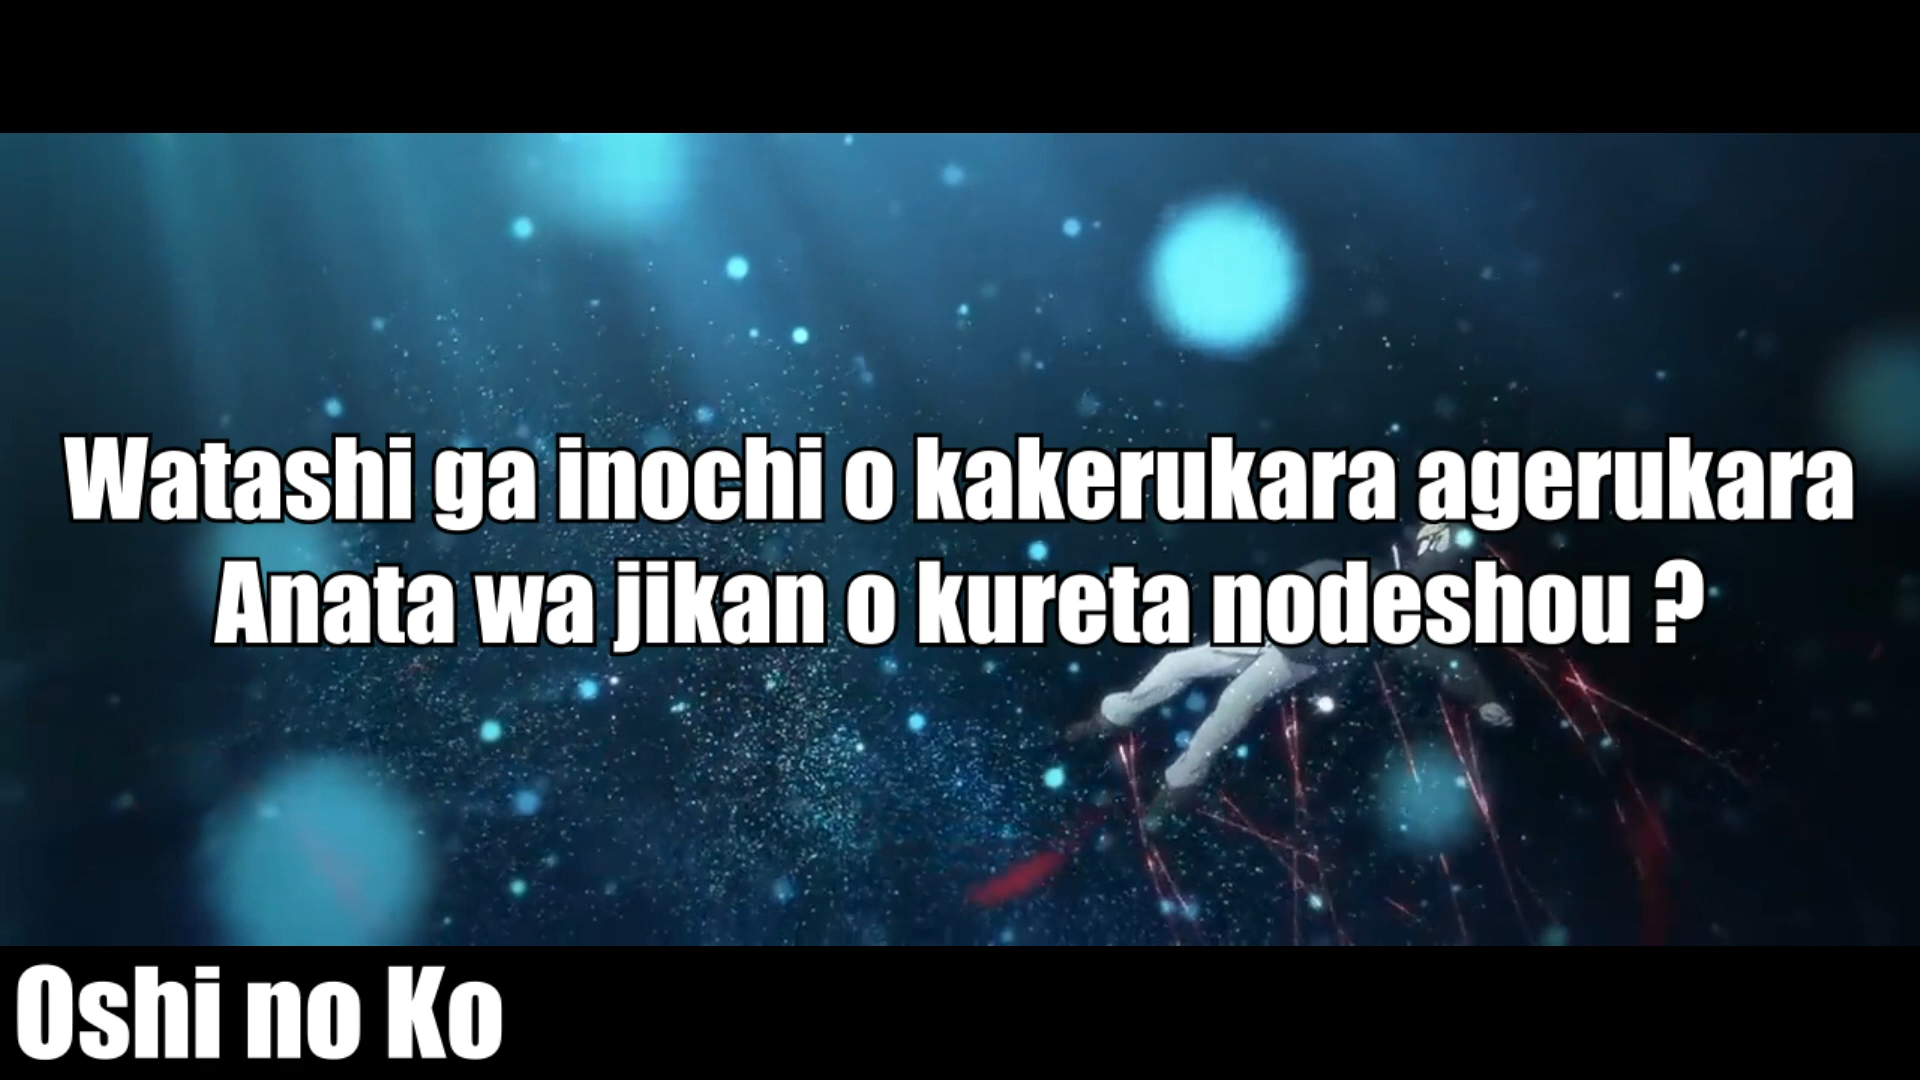 Watashi ga inochi o kakerukara agerukara
Anata wa jikan o kureta nodeshou ?
Oshi no Ko